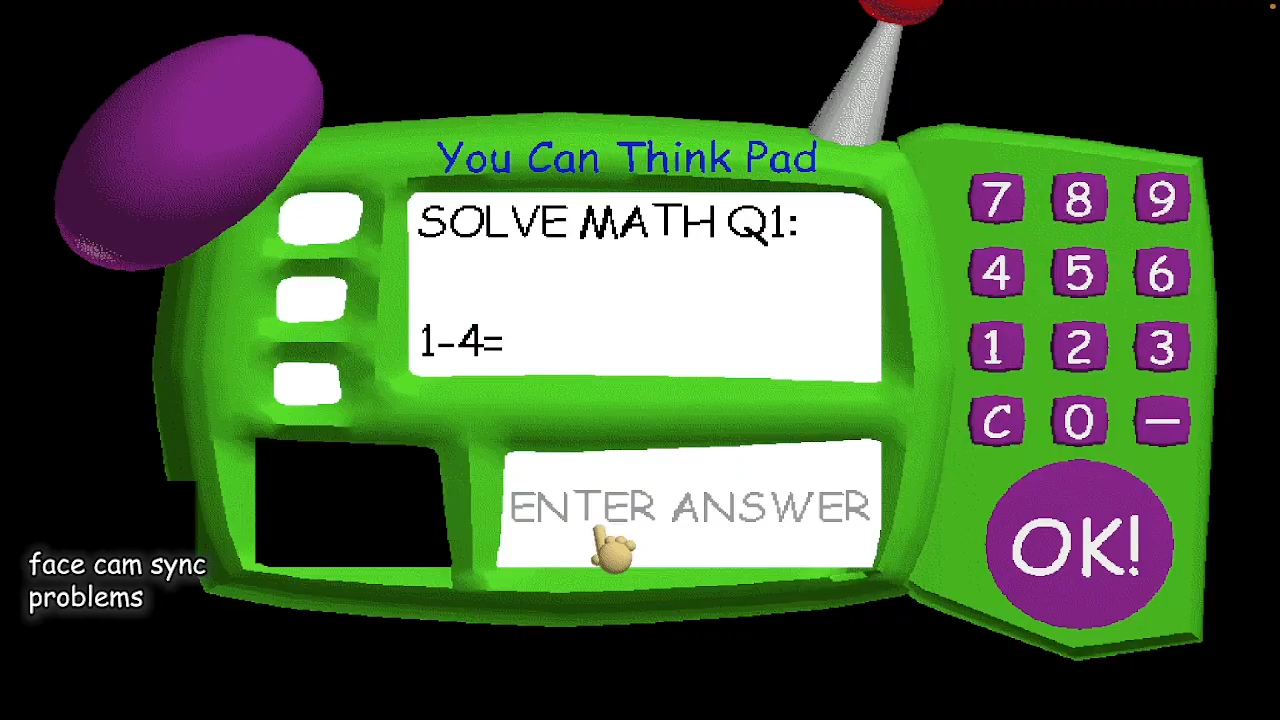 You Can Think Pad
SOLVE MATH Q1:
1-4=
ENTER ANSWER
7 8 9
4 5 6
1 2 3
C 0 -
OK!
face cam sync
problems